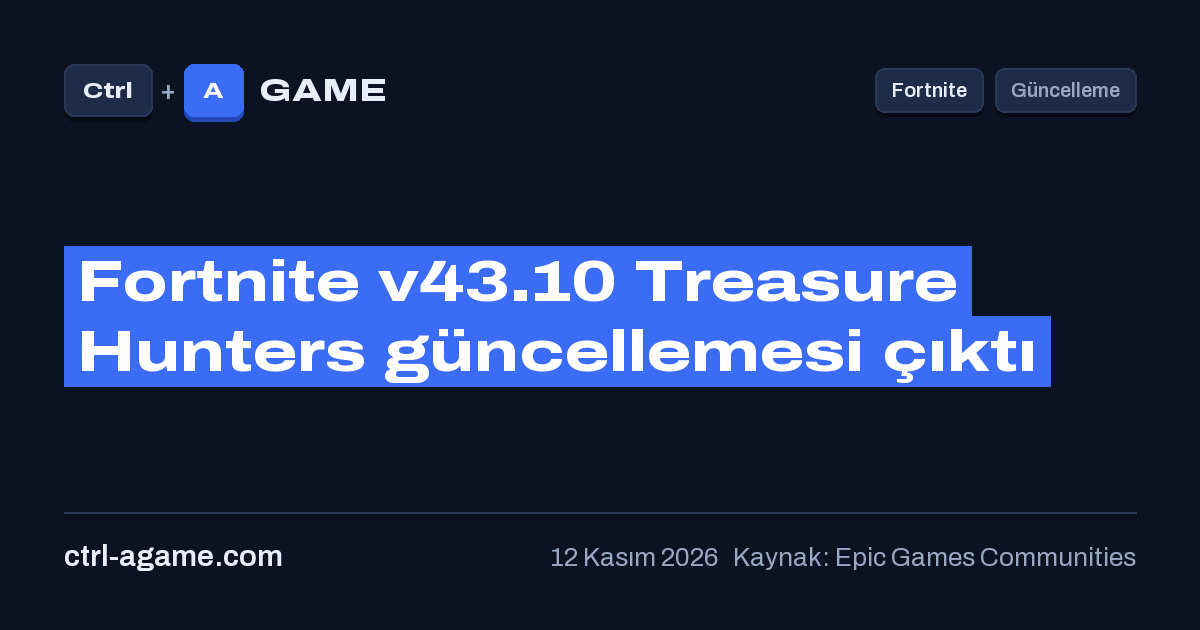 Ctrl + A GAME
Fortnite Güncelleme
Fortnite v43.10 Treasure
Hunters güncellemesi çıktı
ctrl-agame.com
12 Kasım 2026 Kaynak: Epic Games Communities